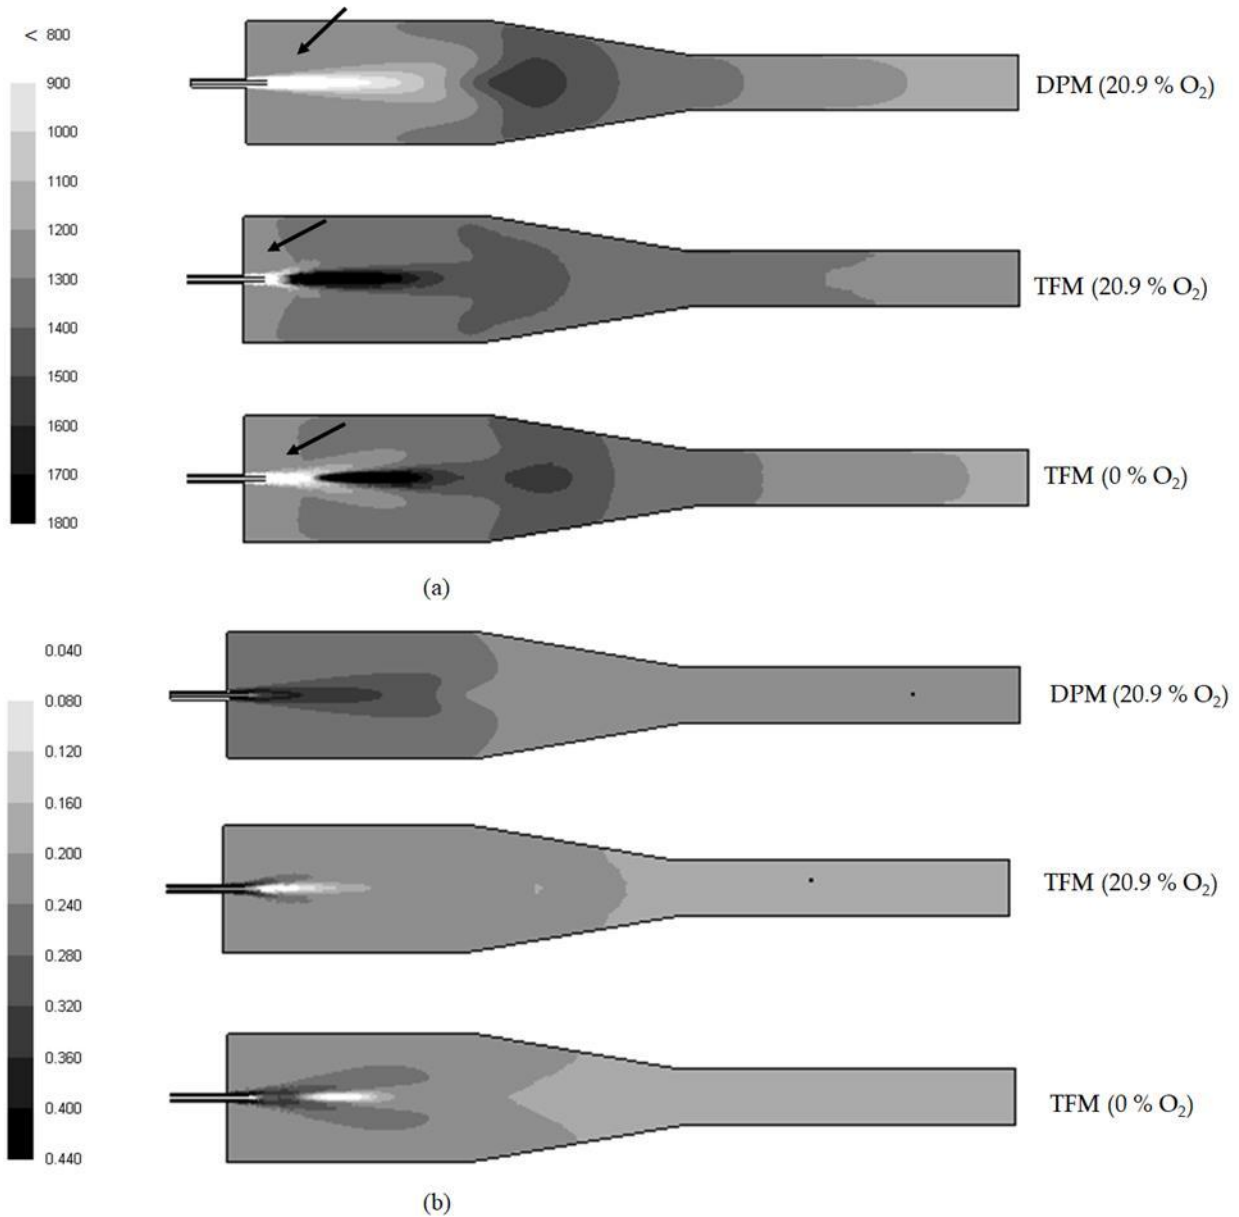 < 800
900
1000
1100
1200
1300
1400
1500
1600
1700
1800
DPM (20.9 % O₂)
TFM (20.9 % O₂)
TFM (0 % O₂)
(a)
0.040
0.080
0.120
0.160
0.200
0.240
0.280
0.320
0.360
0.400
0.440
DPM (20.9 % O₂)
TFM (20.9 % O₂)
TFM (0 % O₂)
(b)